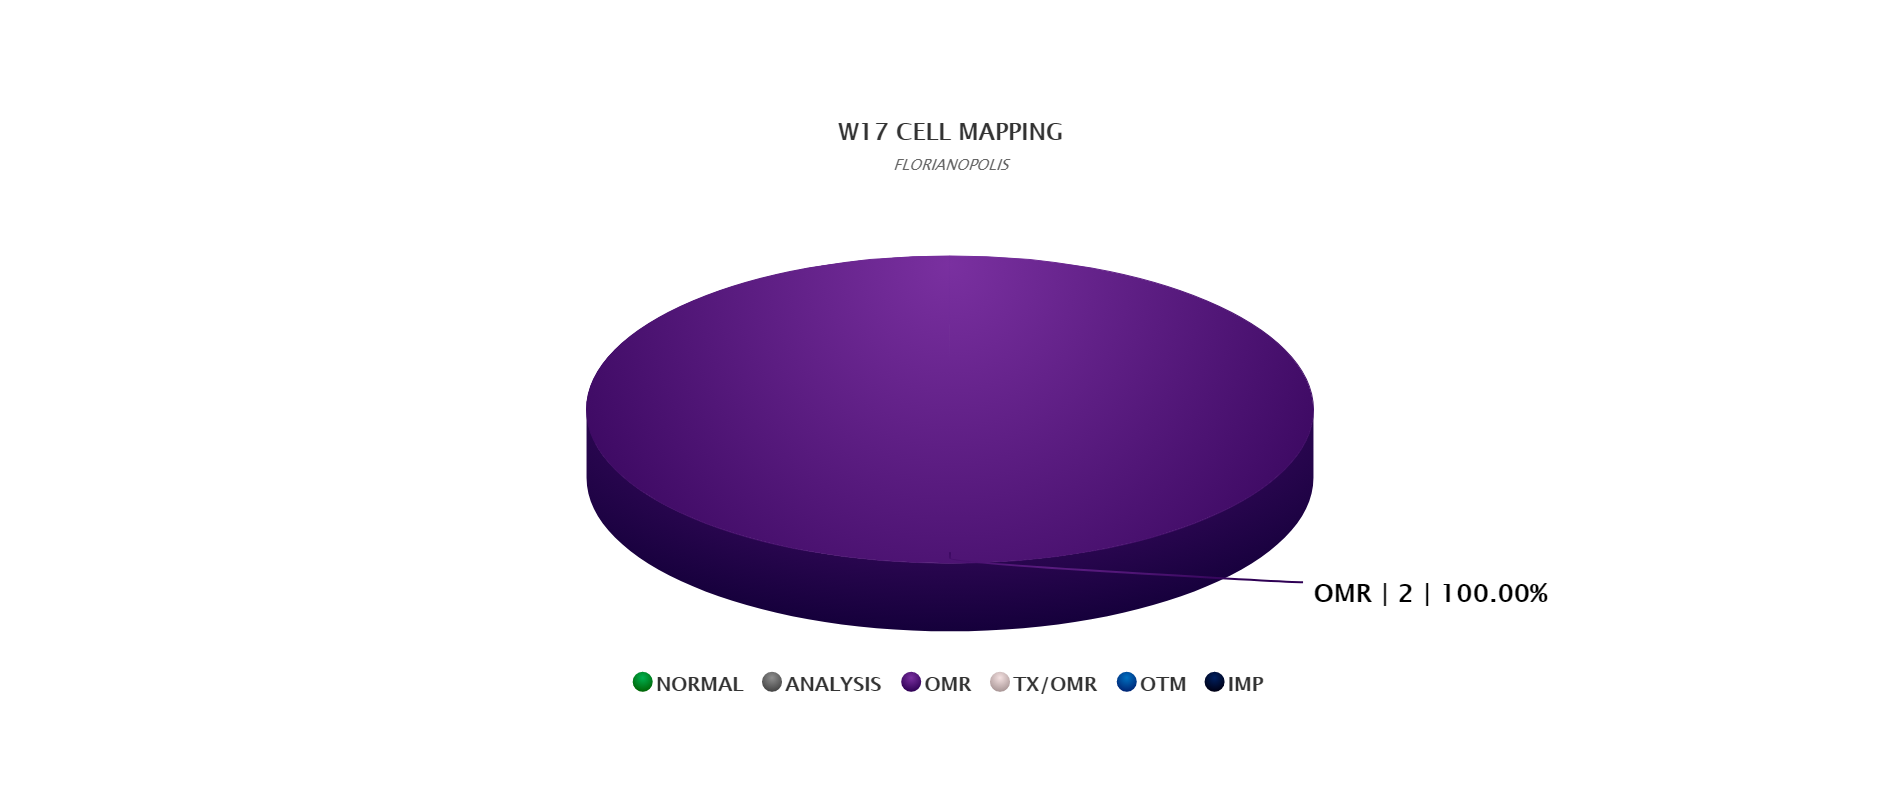 W17 CELL MAPPING
FLORIANOPOLIS
OMR | 2 | 100.00%
NORMAL ANALYSIS OMR TX/OMR OTM IMP